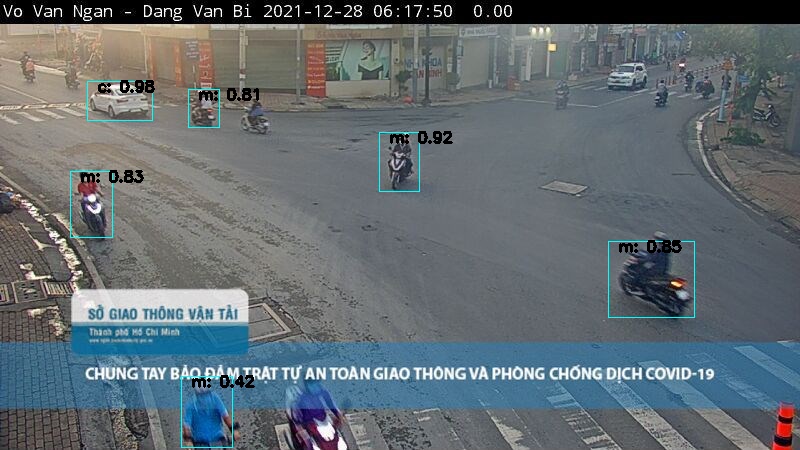 Vo Van Ngan - Dang Van Bi 2021-12-28 06:17:50 0.00
c: 0.98
m: 0.81
m: 0.92
m: 0.83
m: 0.85
SỞ GIAO THÔNG VẬN TẢI
Thành phố Hồ Chí Minh
CHUNG TAY BẢO ĐẢM TRẬT TỰ AN TOÀN GIAO THÔNG VÀ PHÒNG CHỐNG DỊCH COVID-19
m: 0.42